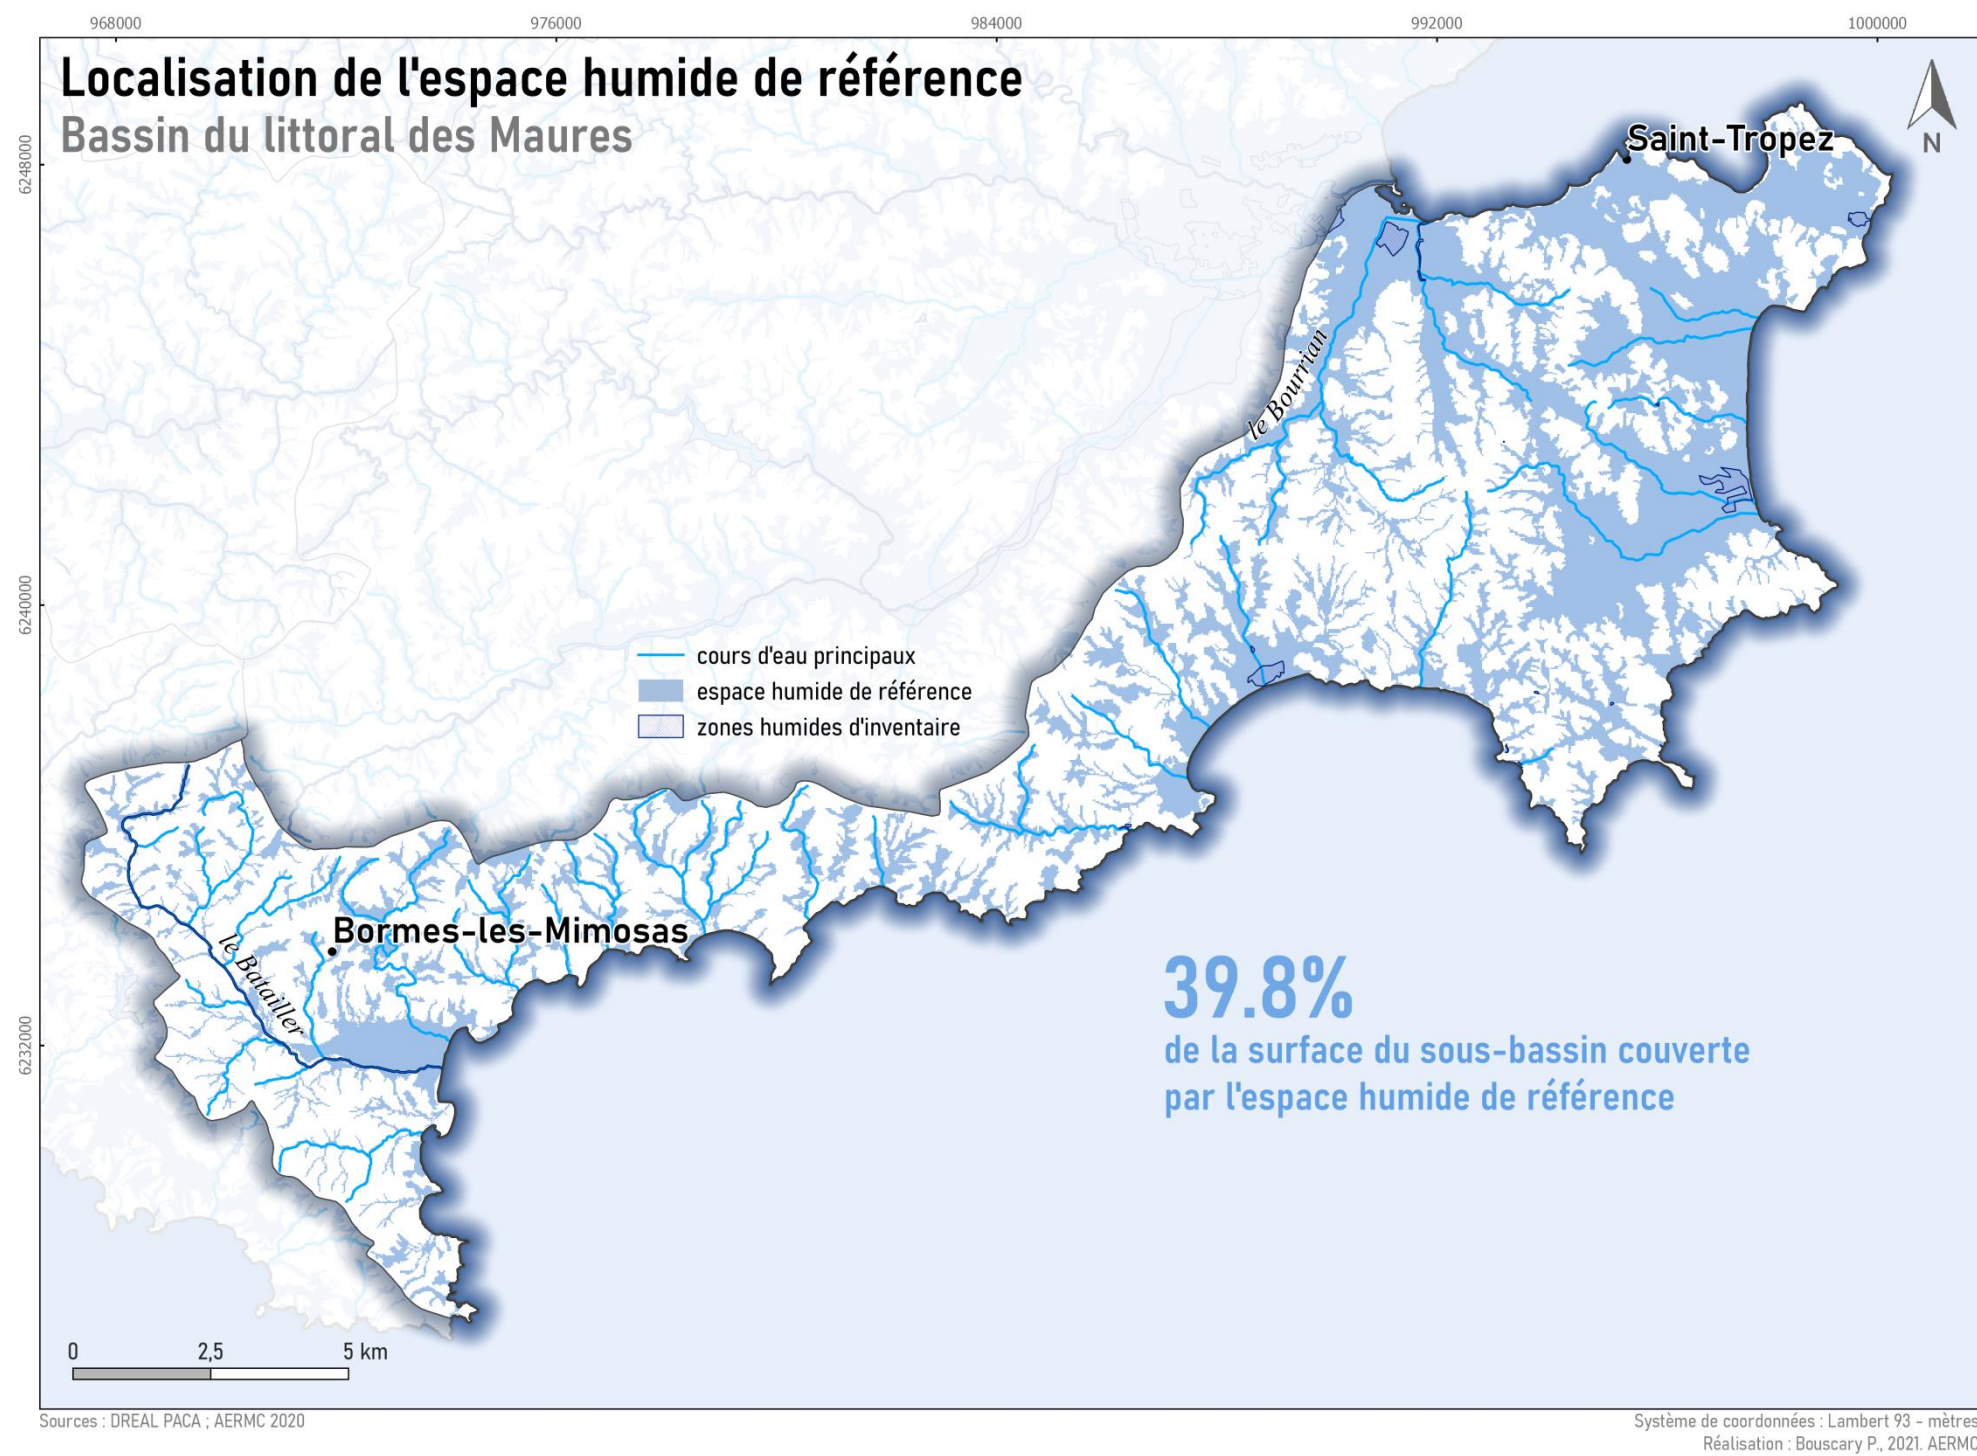 968000
976000
984000
992000
1000000
Localisation de l'espace humide de référence
Bassin du littoral des Maures
Saint-Tropez
N
6248000
le Bourrian
6240000
cours d'eau principaux
espace humide de référence
zones humides d'inventaire
Bormes-les-Mimosas
le Batailler
39.8%
de la surface du sous-bassin couverte
par l'espace humide de référence
6232000
0 2,5 5 km
Sources : DREAL PACA ; AERMC 2020
Système de coordonnées : Lambert 93 - mètres
Réalisation : Bouscary P., 2021. AERMC